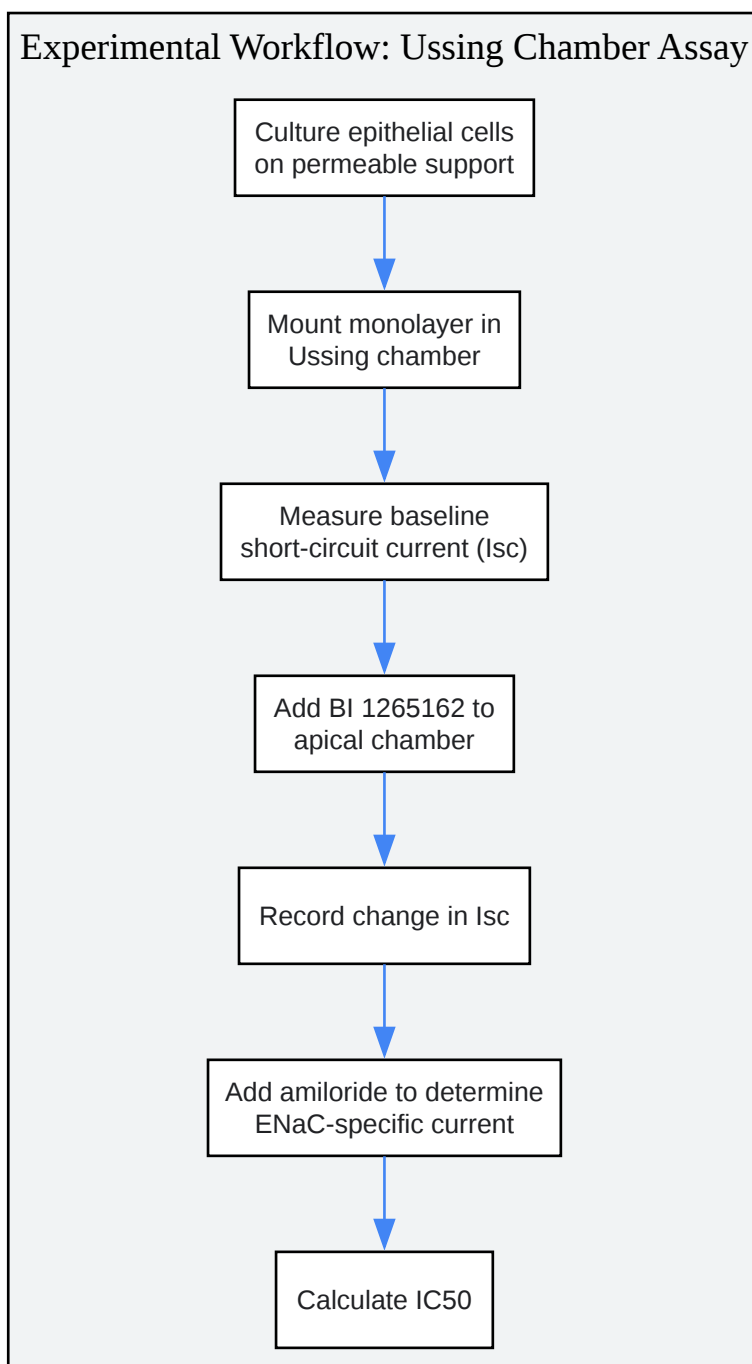 Experimental Workflow: Ussing Chamber Assay
Culture epithelial cells
on permeable support
Mount monolayer in
Ussing chamber
Measure baseline
short-circuit current (Isc)
Add BI 1265162 to
apical chamber
Record change in Isc
Add amiloride to determine
ENaC-specific current
Calculate IC50